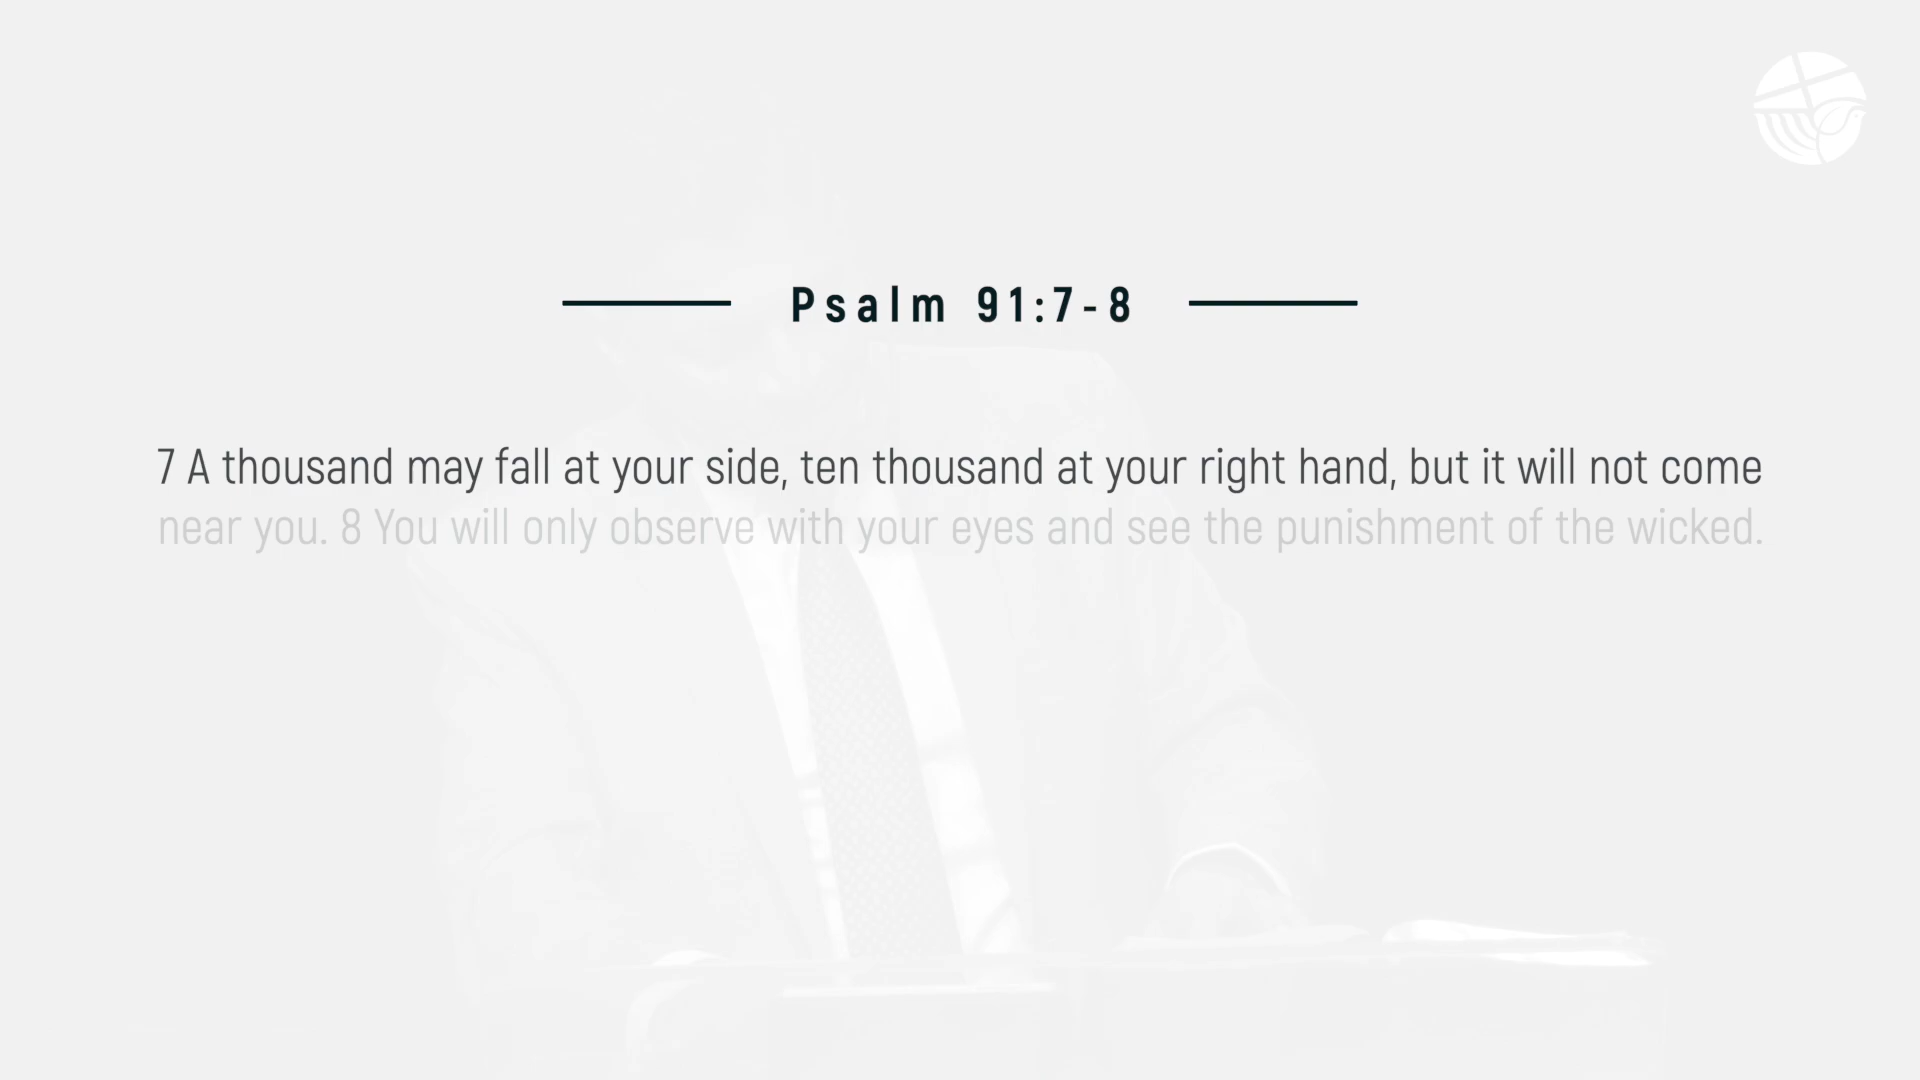 Psalm 91:7-8
7 A thousand may fall at your side, ten thousand at your right hand, but it will not come
near you. 8 You will only observe with your eyes and see the punishment of the wicked.